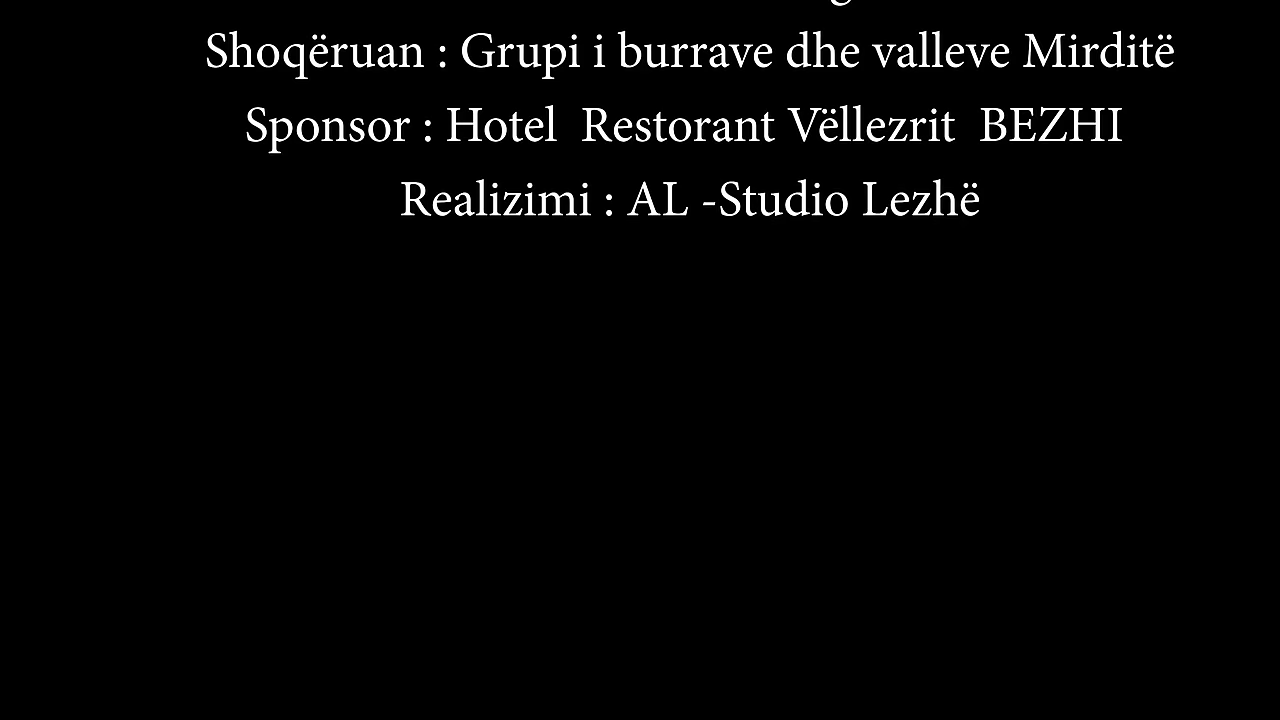 Shoqëruan : Grupi i burrave dhe valleve Mirditë
Sponsor : Hotel  Restorant Vëllezrit  BEZHI
Realizimi : AL -Studio Lezhë